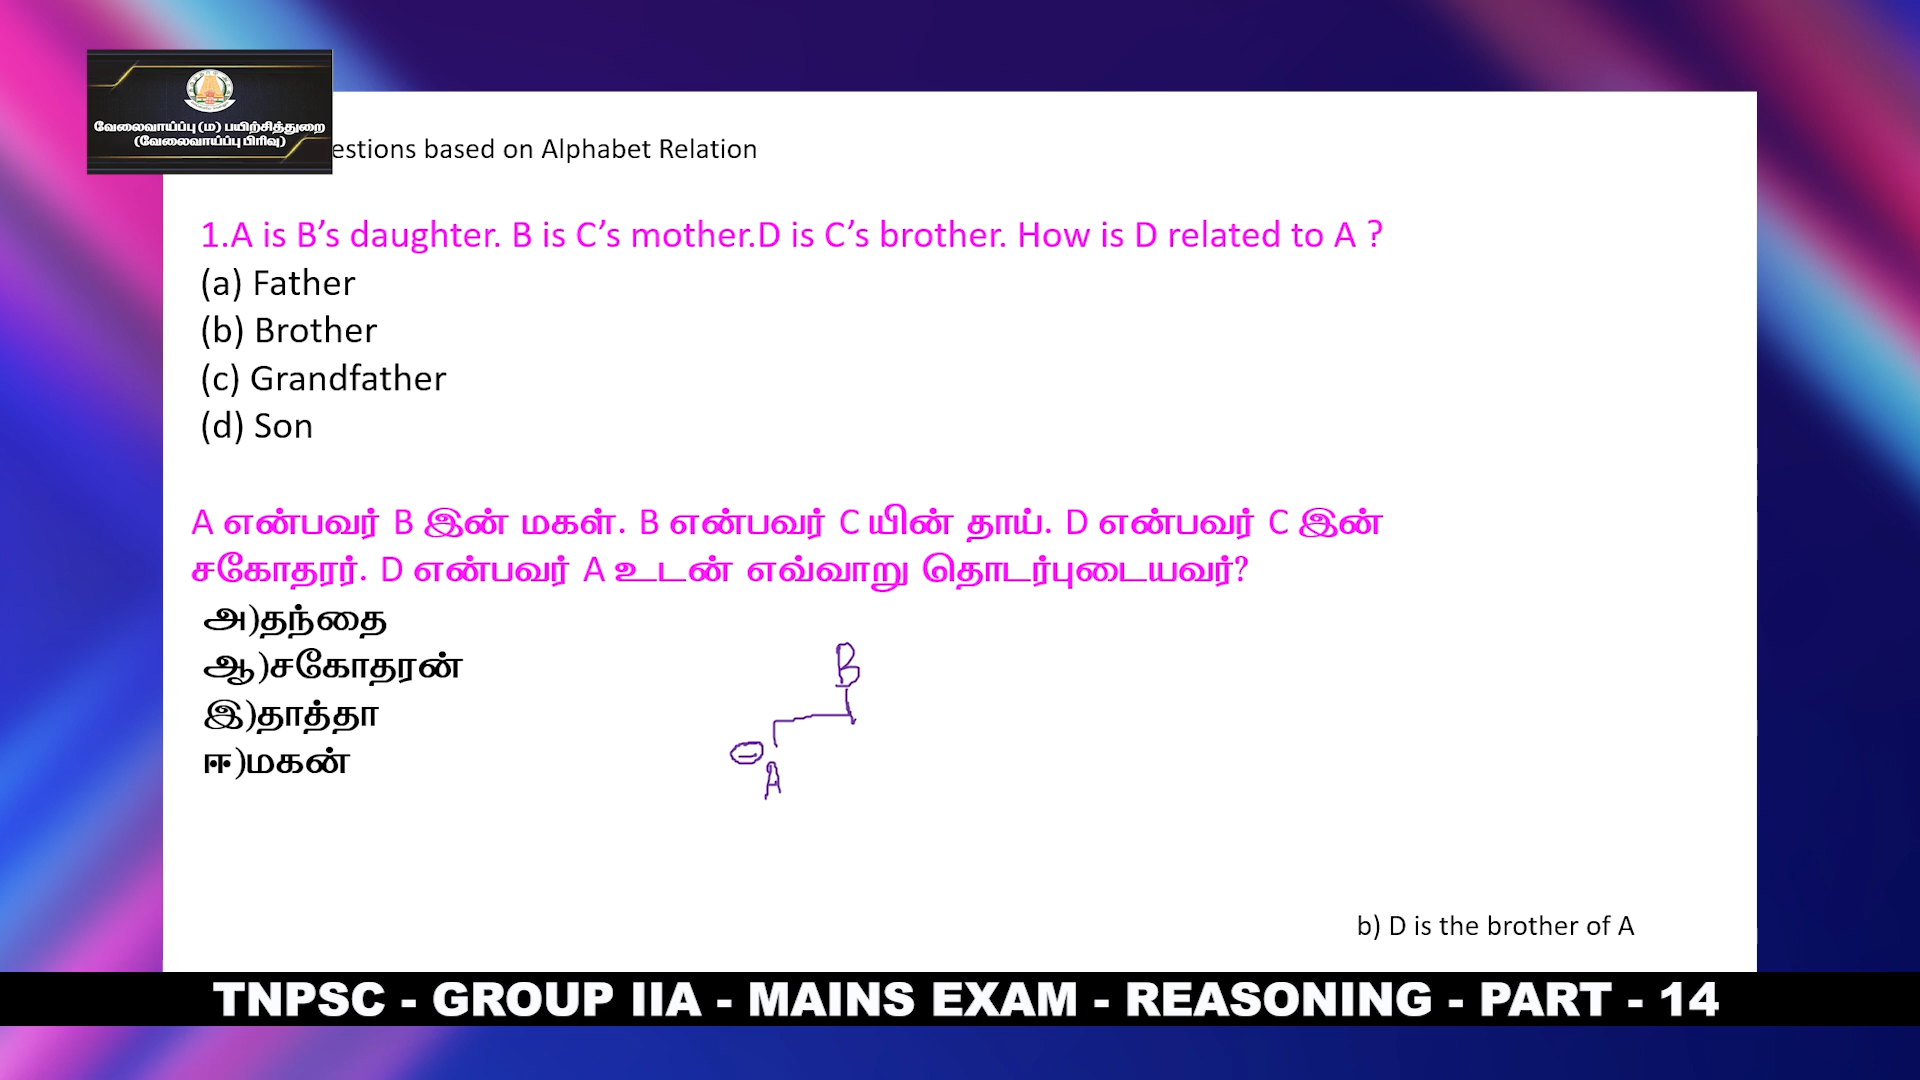 வேலைவாய்ப்பு (ம) பயிற்சித்துறை
(வேலைவாய்ப்பு பிரிவு)
estions based on Alphabet Relation
1.A is B’s daughter. B is C’s mother.D is C’s brother. How is D related to A ?
(a) Father
(b) Brother
(c) Grandfather
(d) Son
A என்பவர் B இன் மகள். B என்பவர் C யின் தாய். D என்பவர் C இன்
சகோதரர். D என்பவர் A உடன் எவ்வாறு தொடர்புடையவர்?
அ)தந்தை
ஆ)சகோதரன்
இ)தாத்தா
ஈ)மகன்
B
A
b) D is the brother of A
TNPSC - GROUP IIA - MAINS EXAM - REASONING - PART - 14